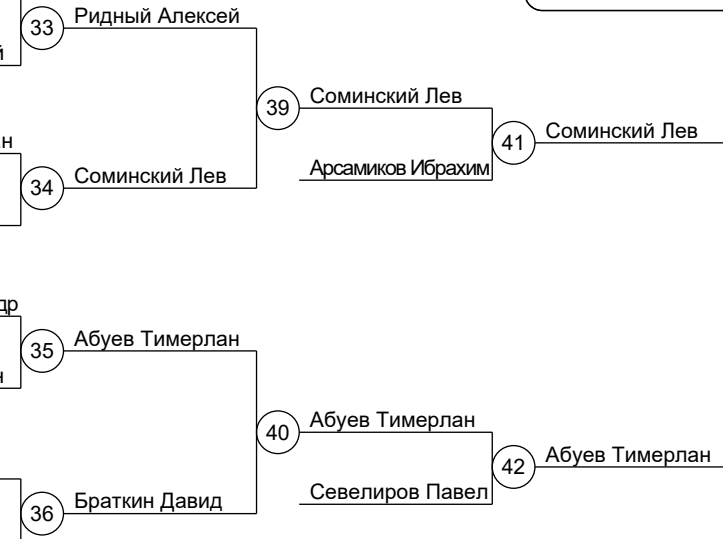 33 Ридный Алексей
й
39 Соминский Лев
41 Соминский Лев
н
Арсамиков Ибрахим
34 Соминский Лев
др
35 Абуев Тимерлан
н
40 Абуев Тимерлан
42 Абуев Тимерлан
Севелиров Павел
36 Браткин Давид